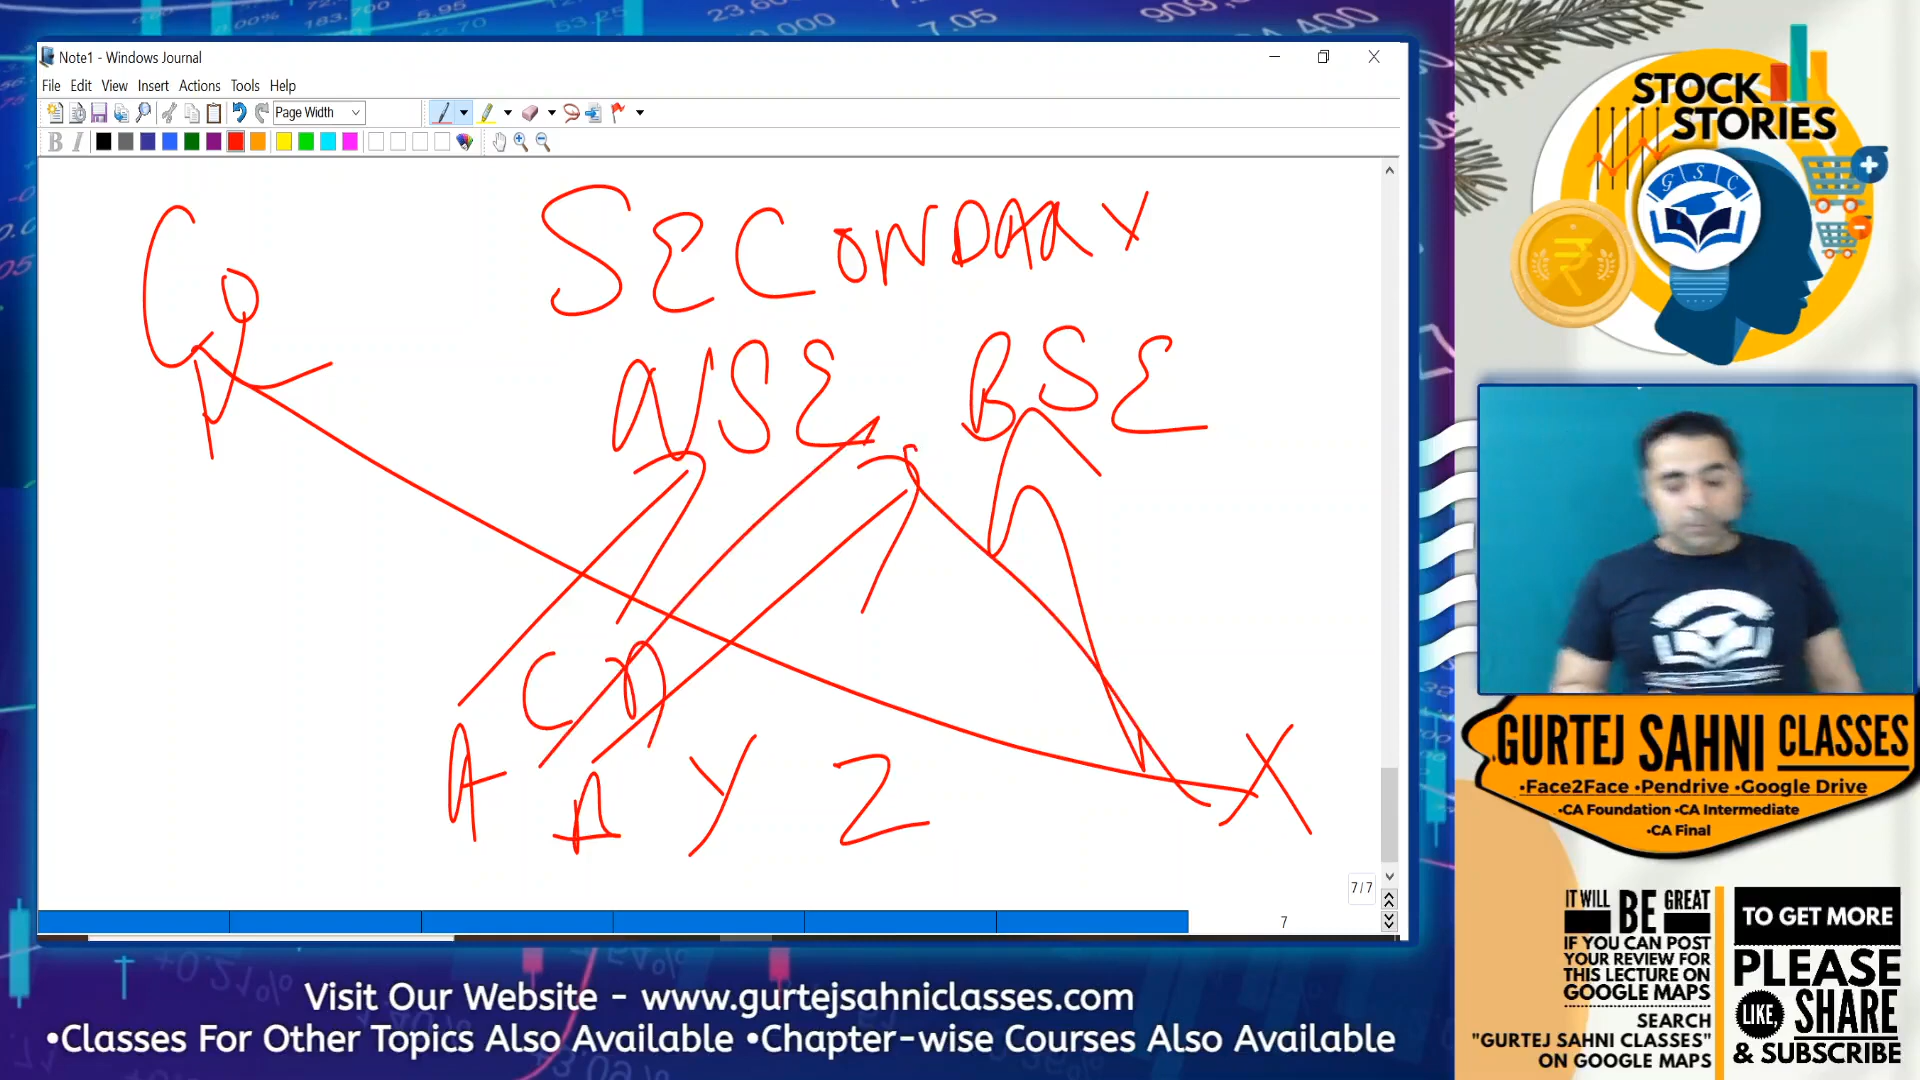 Note1 - Windows Journal
File Edit View Insert Actions Tools Help
Page Width
B I
SECONDARY
NSE BSE
A Y Z X
7 / 7
7
STOCK
STORIES
G S C
GURTEJ SAHNI CLASSES
•Face2Face •Pendrive •Google Drive
•CA Foundation •CA Intermediate
•CA Final
IT WILL BE GREAT
IF YOU CAN POST
YOUR REVIEW FOR
THIS LECTURE ON
GOOGLE MAPS
SEARCH
"GURTEJ SAHNI CLASSES"
ON GOOGLE MAPS
TO GET MORE
PLEASE
LIKE, SHARE
& SUBSCRIBE
Visit Our Website - www.gurtejsahniclasses.com
•Classes For Other Topics Also Available •Chapter-wise Courses Also Available